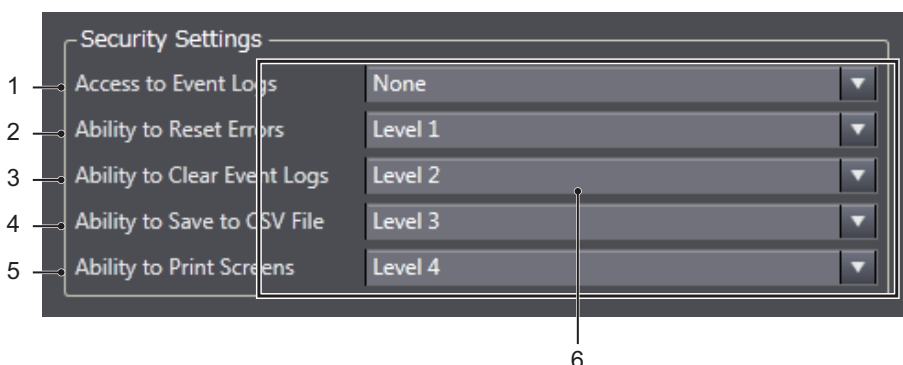 Security Settings
1 Access to Event Logs None
2 Ability to Reset Errors Level 1
3 Ability to Clear Event Logs Level 2
4 Ability to Save to CSV File Level 3
5 Ability to Print Screens Level 4
6